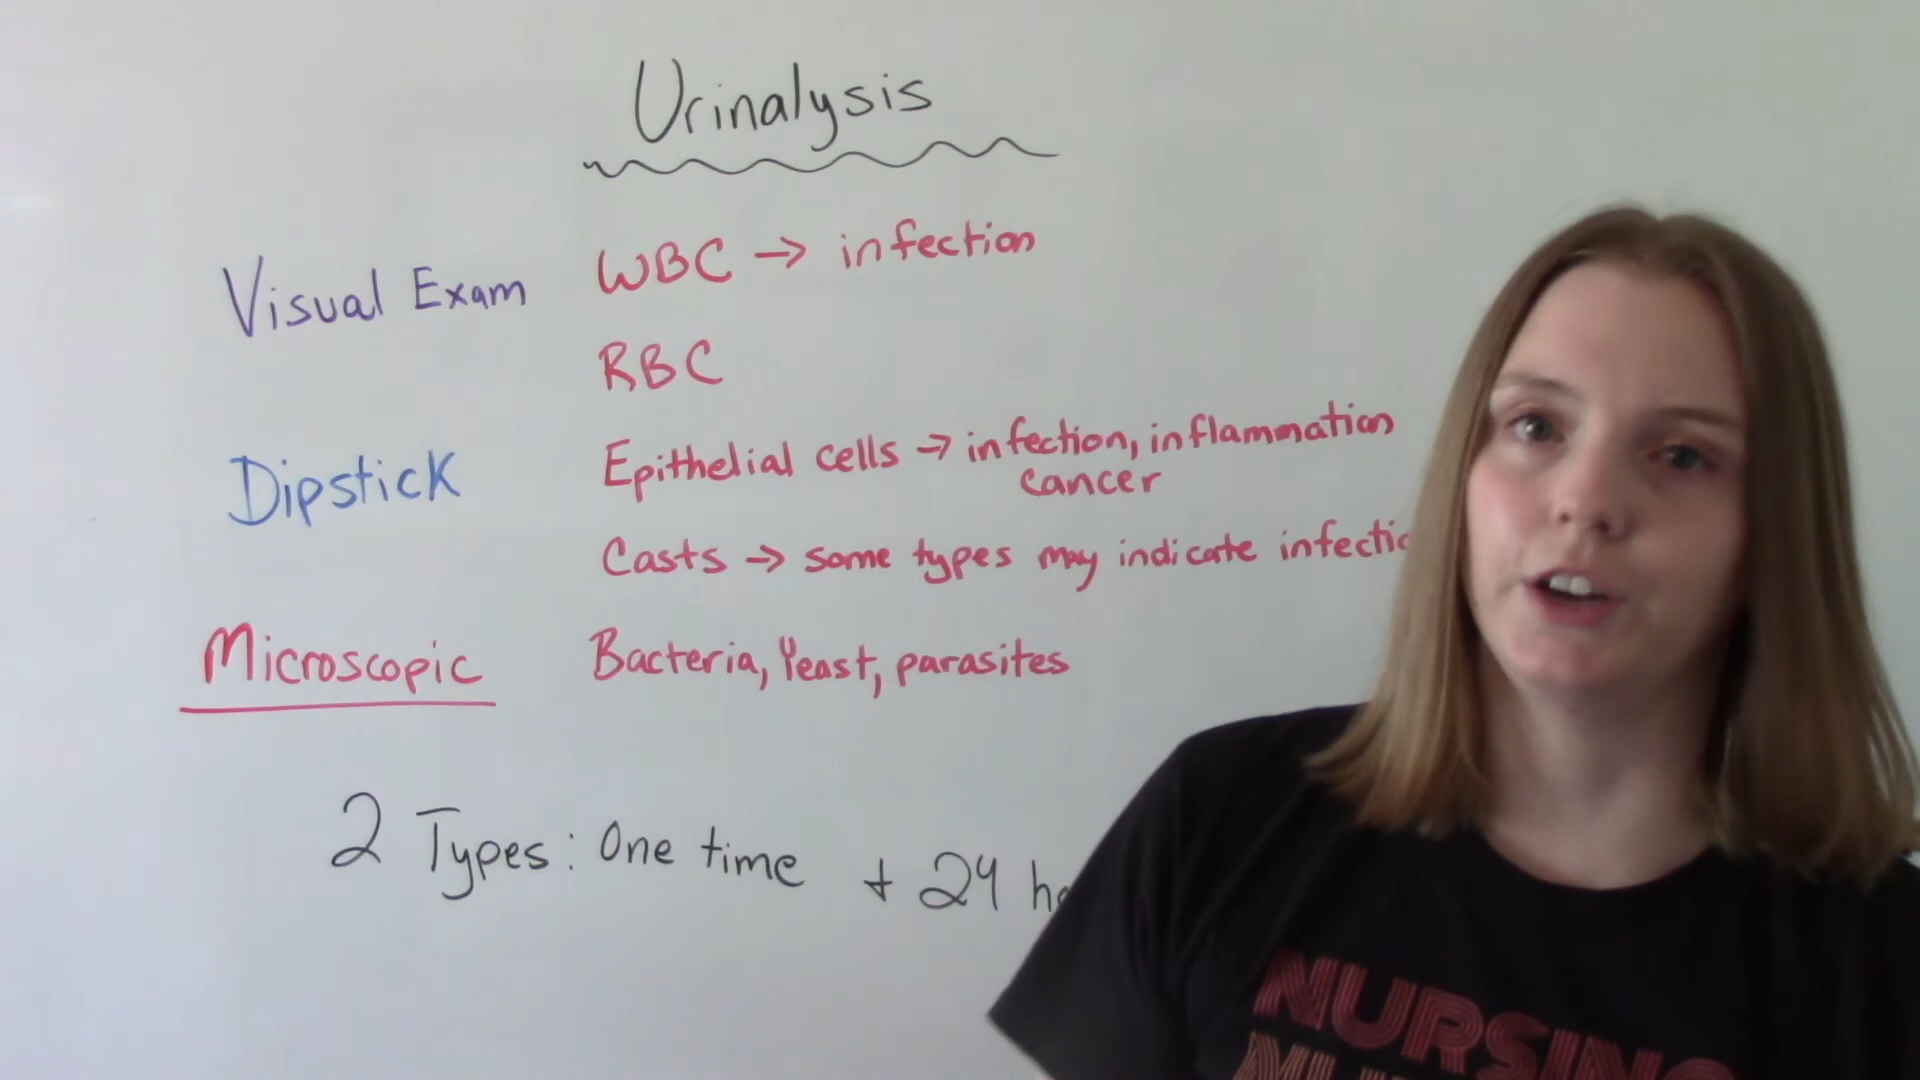 Urinalysis
Visual Exam
WBC → infection
RBC
Dipstick
Epithelial cells → infection, inflammation
cancer
Casts → some types may indicate
Microscopic
Bacteria, Yeast, parasites
2 Types: One time + 24
NURSING